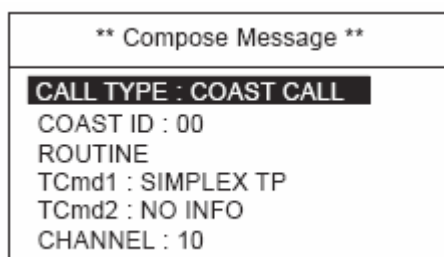 ** Compose Message **
CALL TYPE : COAST CALL
COAST ID : 00
ROUTINE
TCmd1 : SIMPLEX TP
TCmd2 : NO INFO
CHANNEL : 10